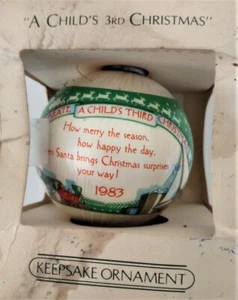 "A CHILD'S 3RD CHRISTMAS"
A CHILD'S THIRD
How merry the season,
how happy the day,
Santa brings Christmas surprises
your way!
1983
KEEPSAKE ORNAMENT